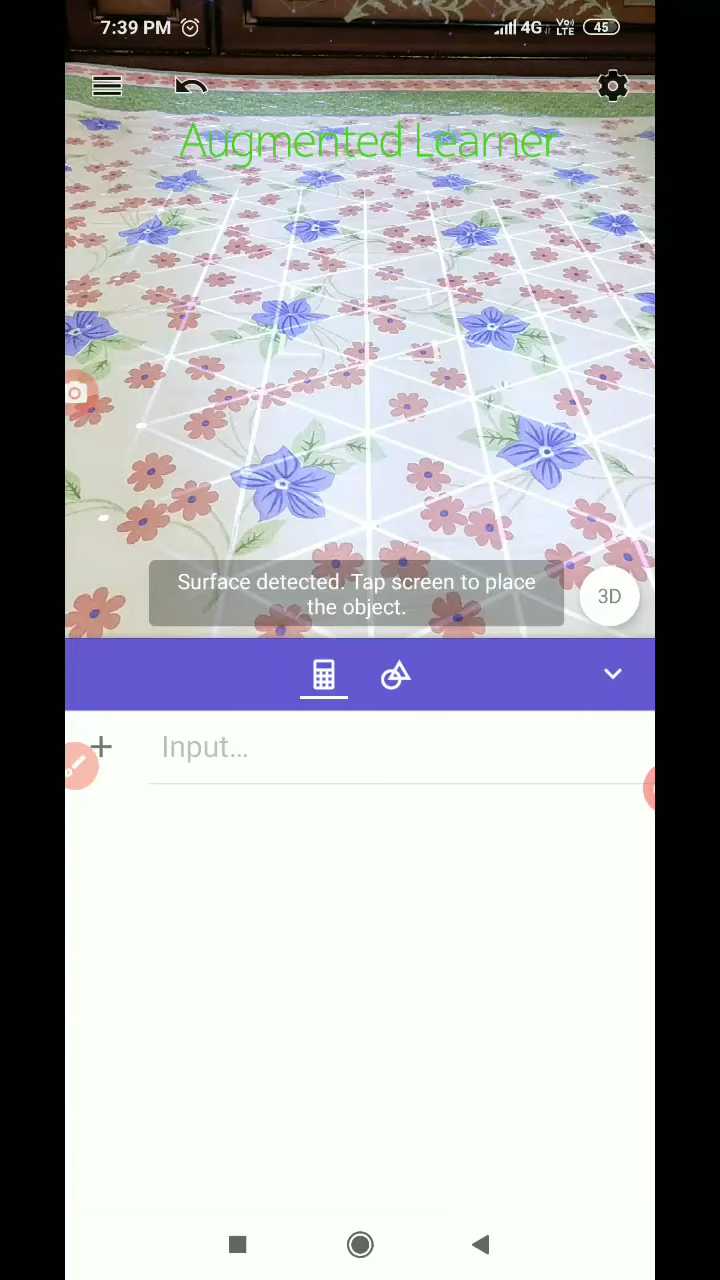 7:39 PM 4G Vo)) LTE 45
Augmented Learner
Surface detected. Tap screen to place
the object.
3D
Input...